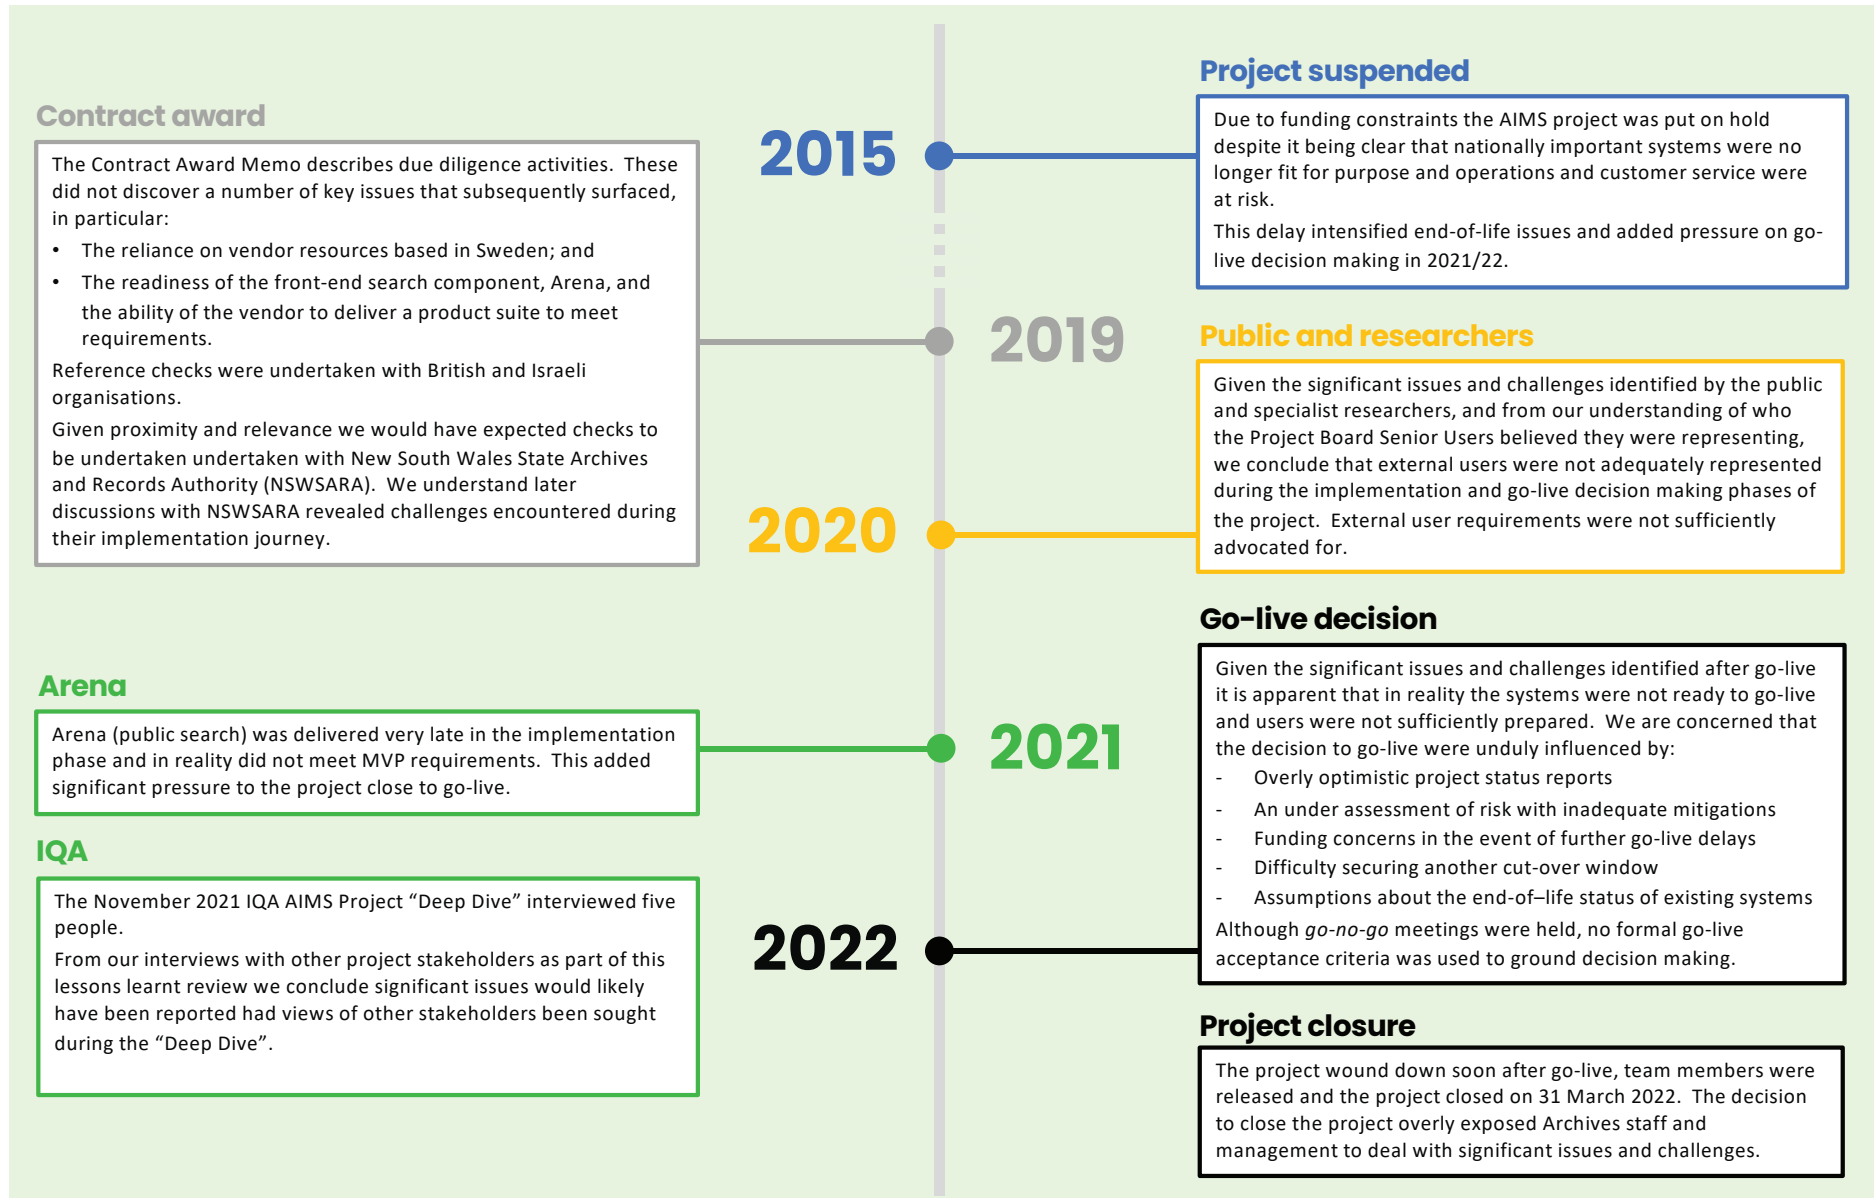 Project suspended
Due to funding constraints the AIMS project was put on hold
despite it being clear that nationally important systems were no
longer fit for purpose and operations and customer service were
at risk.
This delay intensified end-of-life issues and added pressure on go-
live decision making in 2021/22.
2015
Contract award
The Contract Award Memo describes due diligence activities. These
did not discover a number of key issues that subsequently surfaced,
in particular:
• The reliance on vendor resources based in Sweden; and
• The readiness of the front-end search component, Arena, and
the ability of the vendor to deliver a product suite to meet
requirements.
Reference checks were undertaken with British and Israeli
organisations.
Given proximity and relevance we would have expected checks to
be undertaken undertaken with New South Wales State Archives
and Records Authority (NSWSARA). We understand later
discussions with NSWSARA revealed challenges encountered during
their implementation journey.
2019
Public and researchers
Given the significant issues and challenges identified by the public
and specialist researchers, and from our understanding of who
the Project Board Senior Users believed they were representing,
we conclude that external users were not adequately represented
during the implementation and go-live decision making phases of
the project. External user requirements were not sufficiently
advocated for.
2020
Arena
Arena (public search) was delivered very late in the implementation
phase and in reality did not meet MVP requirements. This added
significant pressure to the project close to go-live.
2021
IQA
The November 2021 IQA AIMS Project “Deep Dive” interviewed five
people.
From our interviews with other project stakeholders as part of this
lessons learnt review we conclude significant issues would likely
have been reported had views of other stakeholders been sought
during the “Deep Dive”.
Go-live decision
Given the significant issues and challenges identified after go-live
it is apparent that in reality the systems were not ready to go-live
and users were not sufficiently prepared. We are concerned that
the decision to go-live were unduly influenced by:
- Overly optimistic project status reports
- An under assessment of risk with inadequate mitigations
- Funding concerns in the event of further go-live delays
- Difficulty securing another cut-over window
- Assumptions about the end-of–life status of existing systems
Although go-no-go meetings were held, no formal go-live
acceptance criteria was used to ground decision making.
2022
Project closure
The project wound down soon after go-live, team members were
released and the project closed on 31 March 2022. The decision
to close the project overly exposed Archives staff and
management to deal with significant issues and challenges.